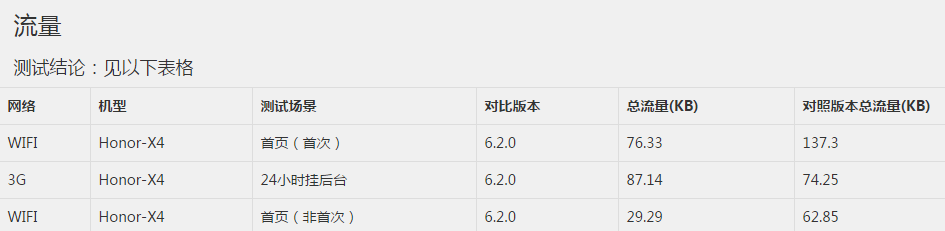 流量
测试结论：见以下表格
网络 机型 测试场景 对比版本 总流量(KB) 对照版本总流量(KB)
WIFI Honor-X4 首页（首次） 6.2.0 76.33 137.3
3G Honor-X4 24小时挂后台 6.2.0 87.14 74.25
WIFI Honor-X4 首页（非首次） 6.2.0 29.29 62.85